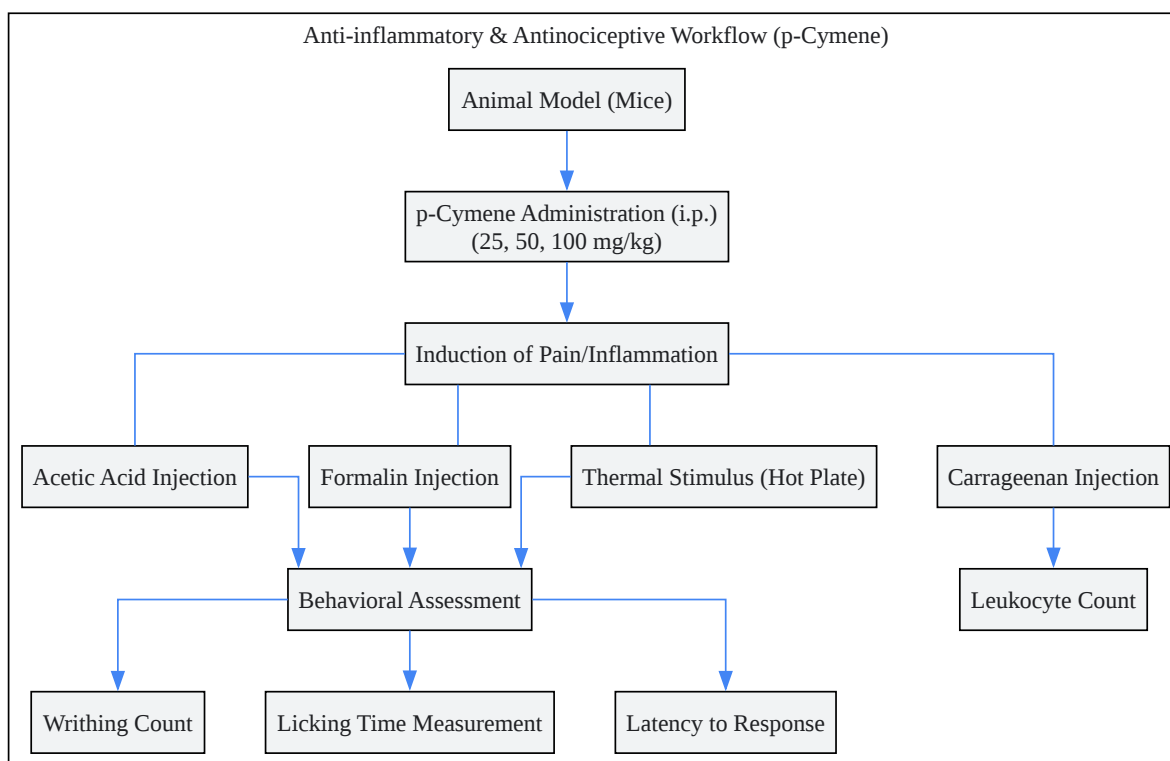 Anti-inflammatory & Antinociceptive Workflow (p-Cymene)
Animal Model (Mice)
p-Cymene Administration (i.p.)
(25, 50, 100 mg/kg)
Induction of Pain/Inflammation
Acetic Acid Injection
Formalin Injection
Thermal Stimulus (Hot Plate)
Carrageenan Injection
Behavioral Assessment
Leukocyte Count
Writhing Count
Licking Time Measurement
Latency to Response